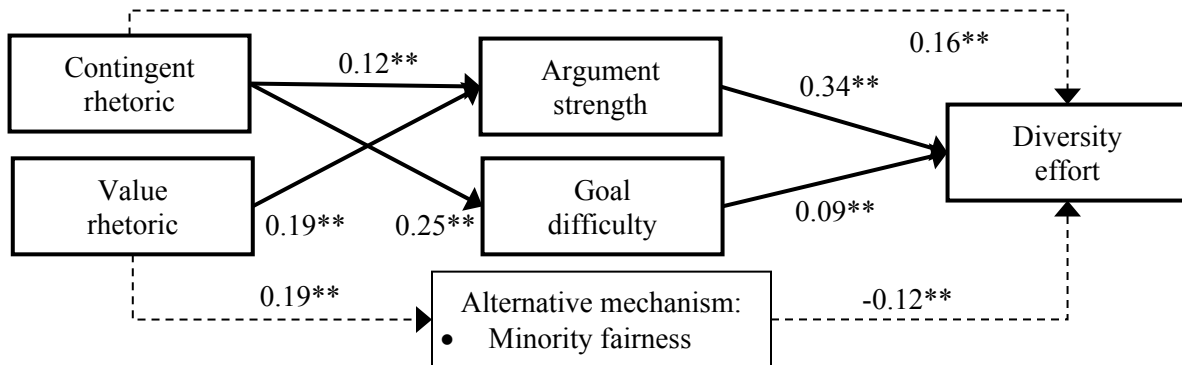 0.16**
Contingent
rhetoric
0.12**
Argument
strength
0.34**
Diversity
effort
Value
rhetoric
0.19**
0.25**
Goal
difficulty
0.09**
0.19**
Alternative mechanism:
• Minority fairness
-0.12**